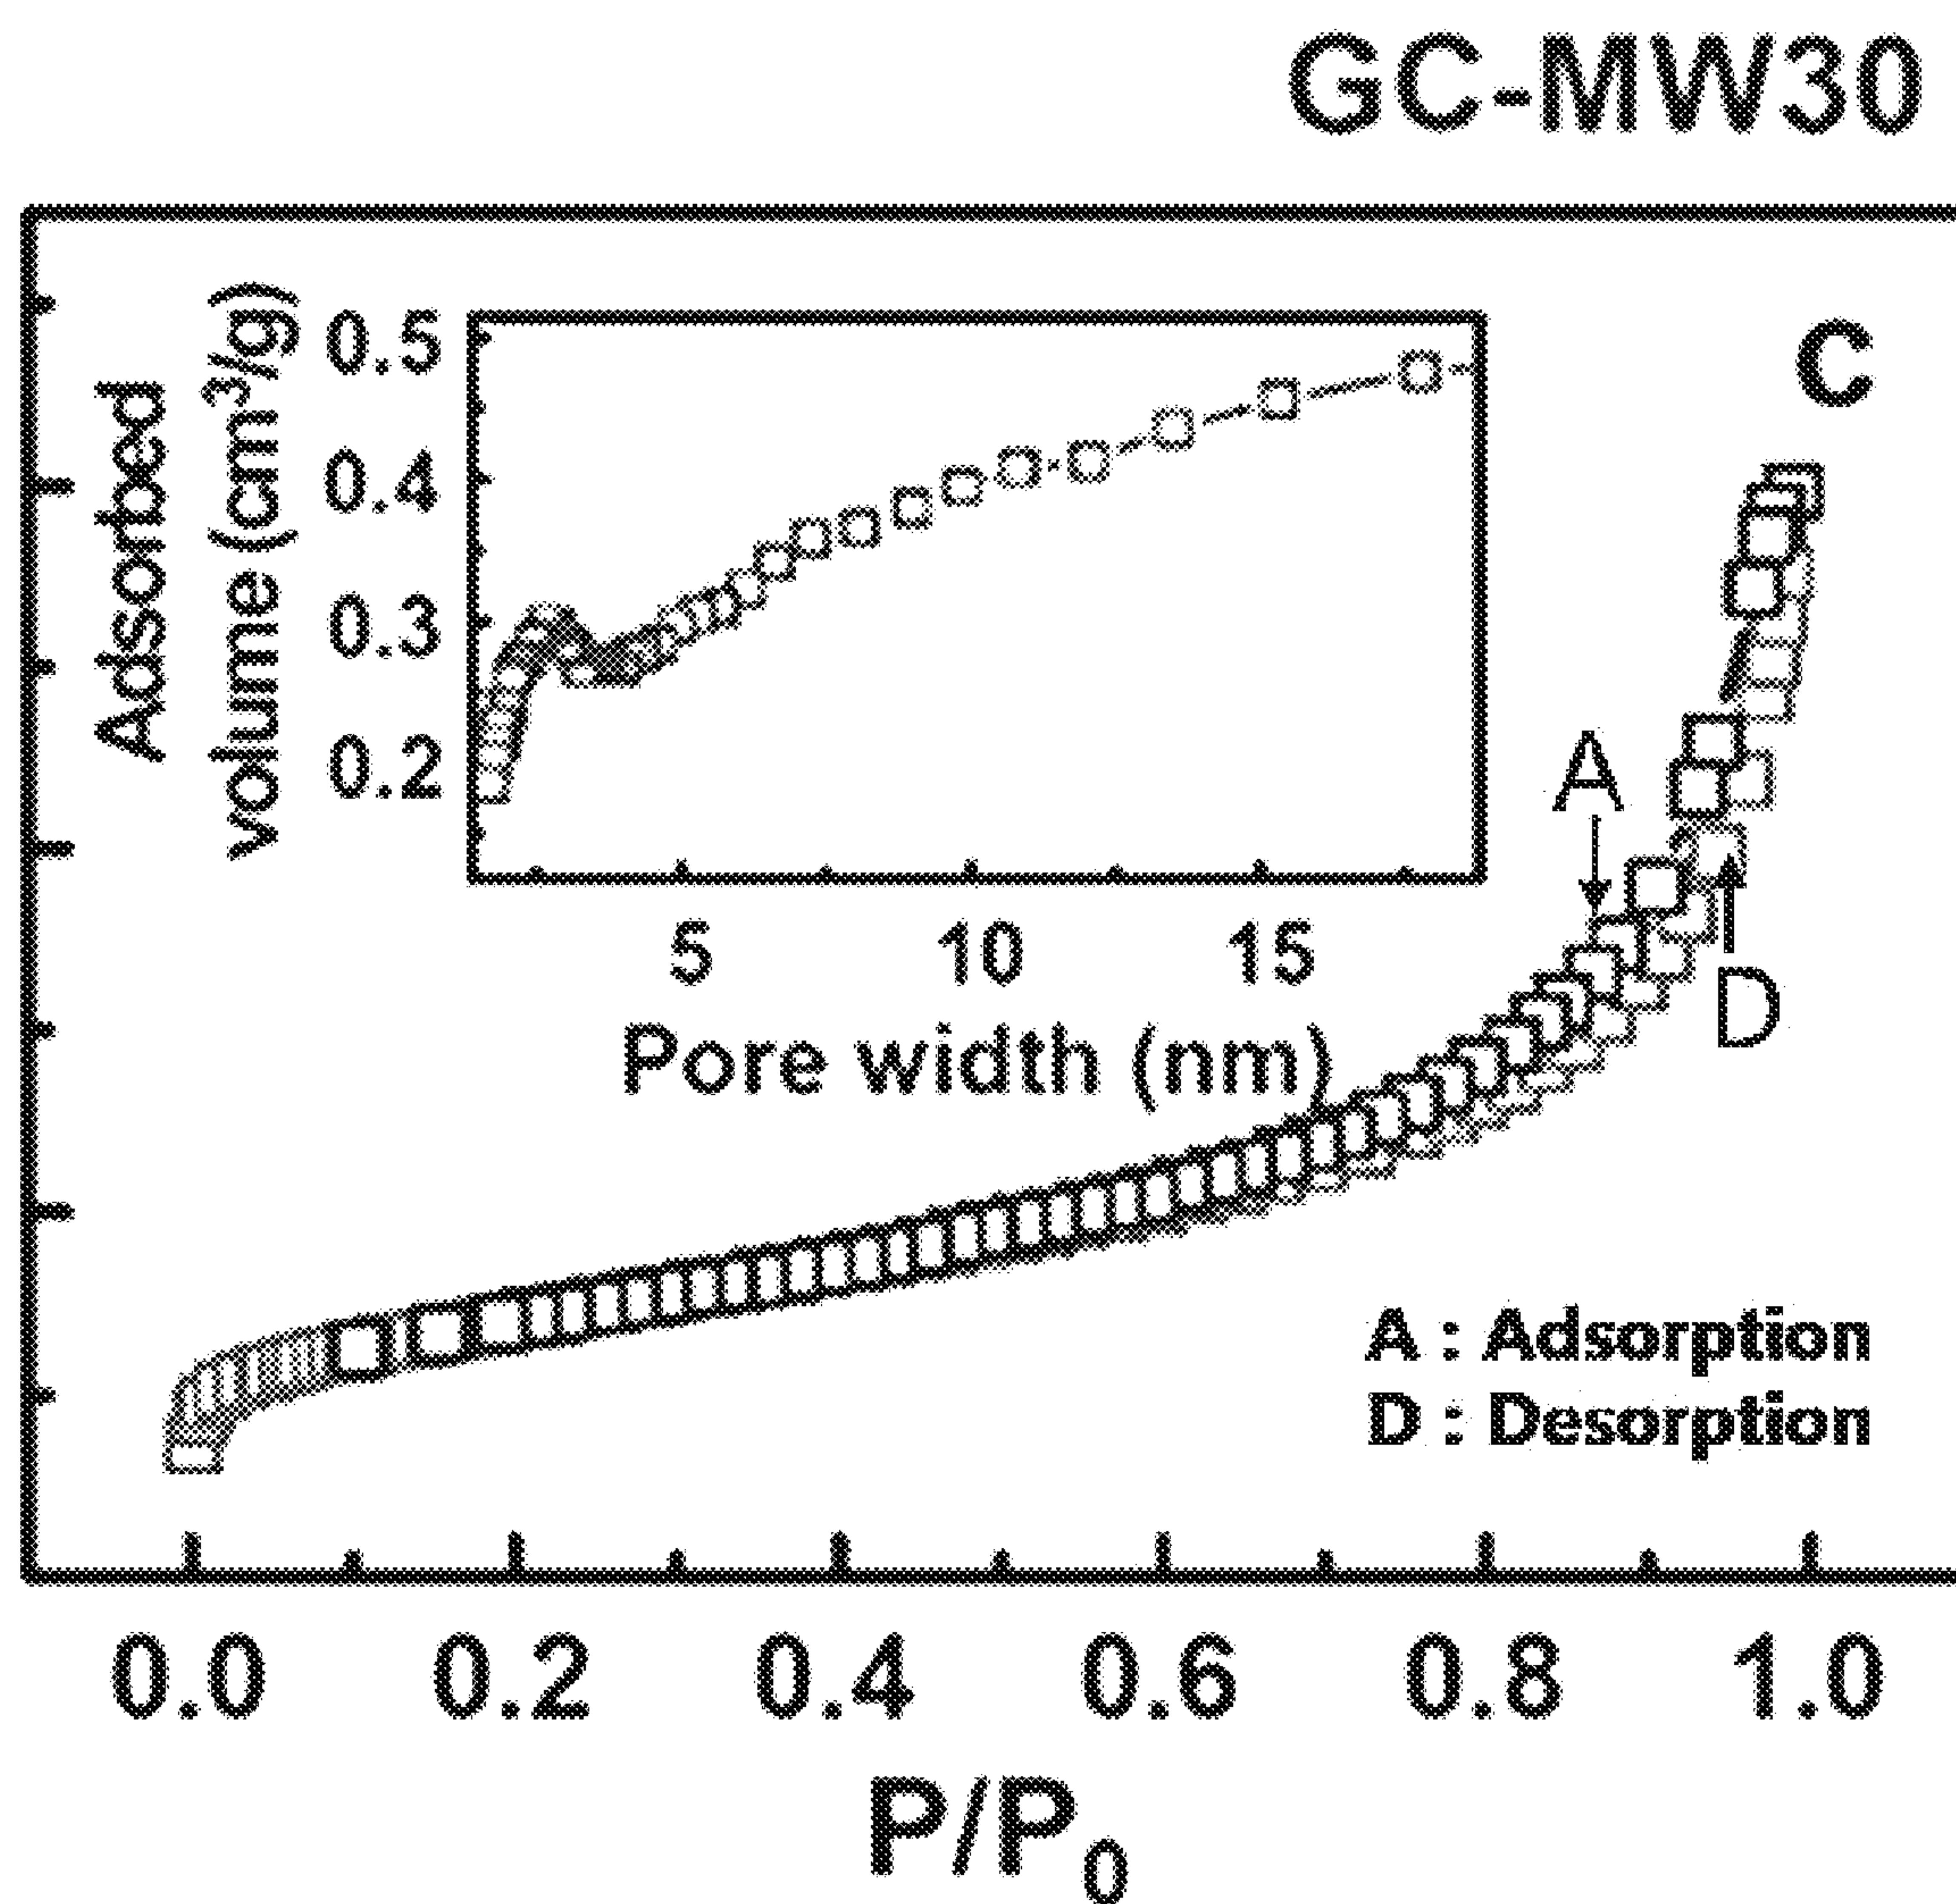 GC-MW30
C
Adsorbed
volume (cm³/g)
0.5
0.4
0.3
0.2
5 10 15
Pore width (nm)
A
D
A : Adsorption
D : Desorption
0.0 0.2 0.4 0.6 0.8 1.0
P/P₀